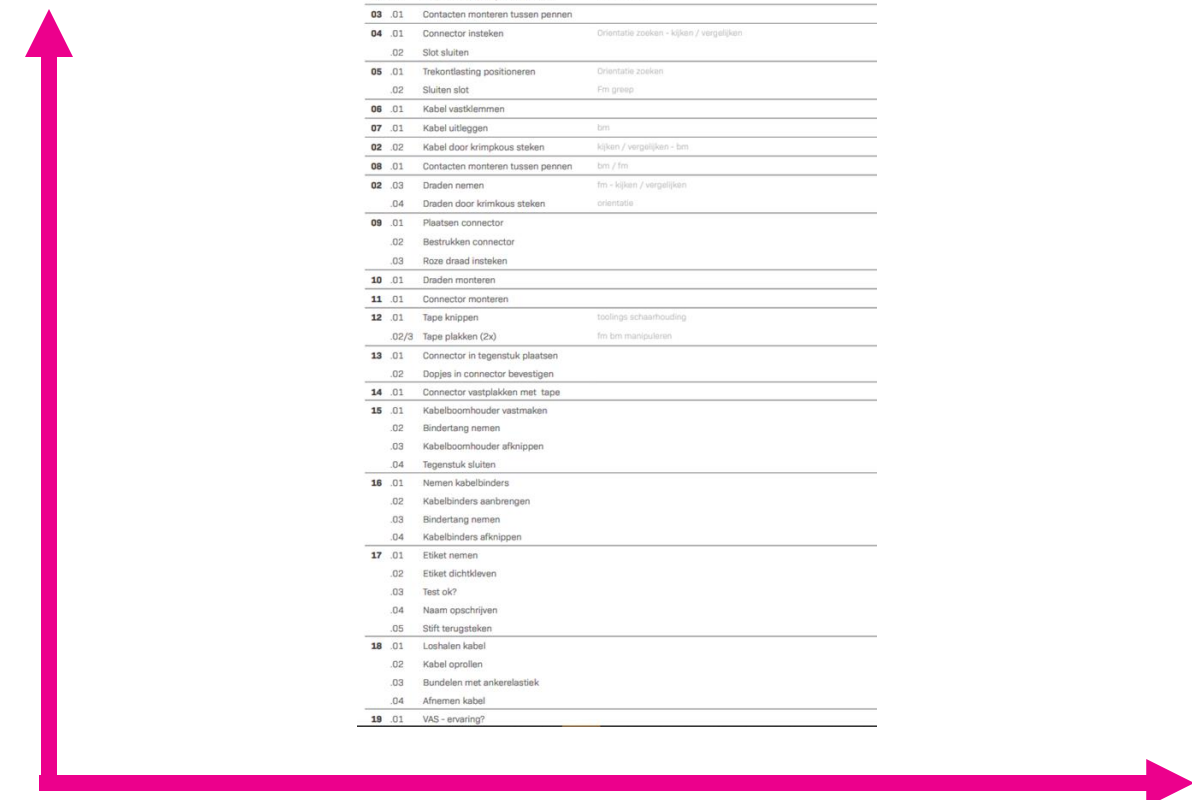 03 .01 Contacten monteren tussen pennen
04 .01 Connector insteken Orientatie zoeken - kijken / vergelijken
.02 Slot sluiten
05 .01 Trekontlasting positioneren Orientatie zoeken
.02 Sluiten slot Fm greep
06 .01 Kabel vastklemmen
07 .01 Kabel uitleggen bm
02 .02 Kabel door krimpkous steken kijken / vergelijken - bm
08 .01 Contacten monteren tussen pennen bm / fm
02 .03 Draden nemen fm - kijken / vergelijken
.04 Draden door krimkous steken orientatie
09 .01 Plaatsen connector
.02 Bestrukken connector
.03 Roze draad insteken
10 .01 Draden monteren
11 .01 Connector monteren
12 .01 Tape knippen toolings schaarhouding
.02/3 Tape plakken (2x) fm bm manipuleren
13 .01 Connector in tegenstuk plaatsen
.02 Dopjes in connector bevestigen
14 .01 Connector vastplakken met tape
15 .01 Kabelboomhouder vastmaken
.02 Bindertang nemen
.03 Kabelboomhouder afknippen
.04 Tegenstuk sluiten
16 .01 Nemen kabelbinders
.02 Kabelbinders aanbrengen
.03 Bindertang nemen
.04 Kabelbinders afknippen
17 .01 Etiket nemen
.02 Etiket dichtkleven
.03 Test ok?
.04 Naam opschrijven
.05 Stift terugsteken
18 .01 Loshalen kabel
.02 Kabel oprollen
.03 Bundelen met ankerelastiek
.04 Afnemen kabel
19 .01 VAS - ervaring?